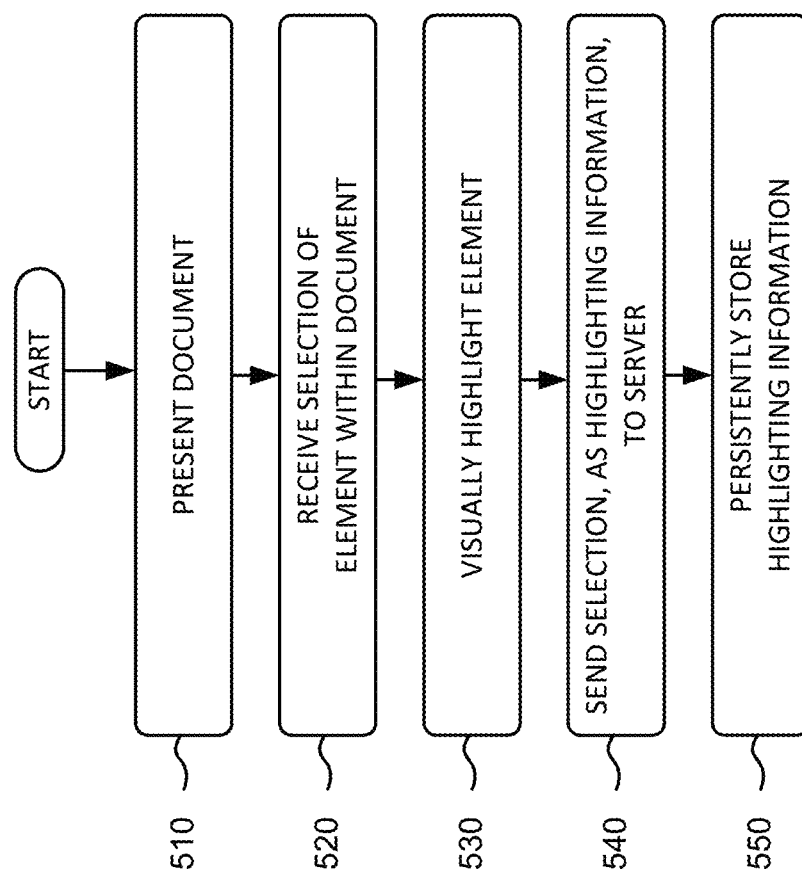 START
510
PRESENT DOCUMENT
520
RECEIVE SELECTION OF
ELEMENT WITHIN DOCUMENT
530
VISUALLY HIGHLIGHT ELEMENT
540
SEND SELECTION, AS HIGHLIGHTING INFORMATION,
TO SERVER
550
PERSISTENTLY STORE
HIGHLIGHTING INFORMATION